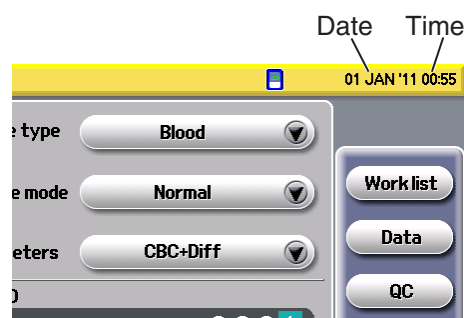 Date Time
01 JAN '11 00:55
e type Blood
e mode Normal
eters CBC+Diff
Work list
Data
QC